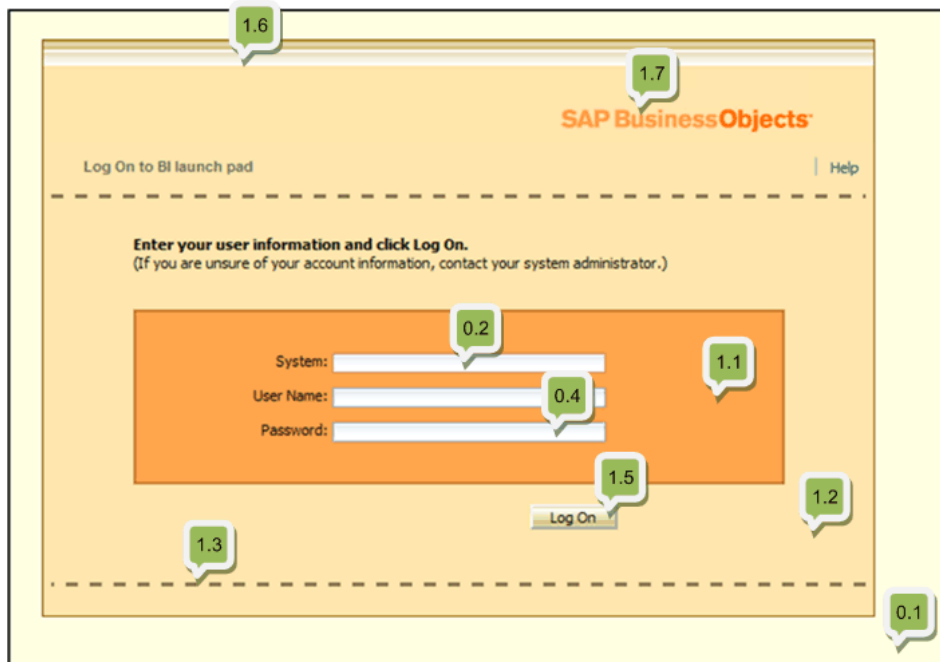 1.6
1.7
SAP BusinessObjects
Log On to BI launch pad
Help
Enter your user information and click Log On.
(If you are unsure of your account information, contact your system administrator.)
0.2
System:
1.1
User Name:
0.4
Password:
1.5
1.2
Log On
1.3
0.1